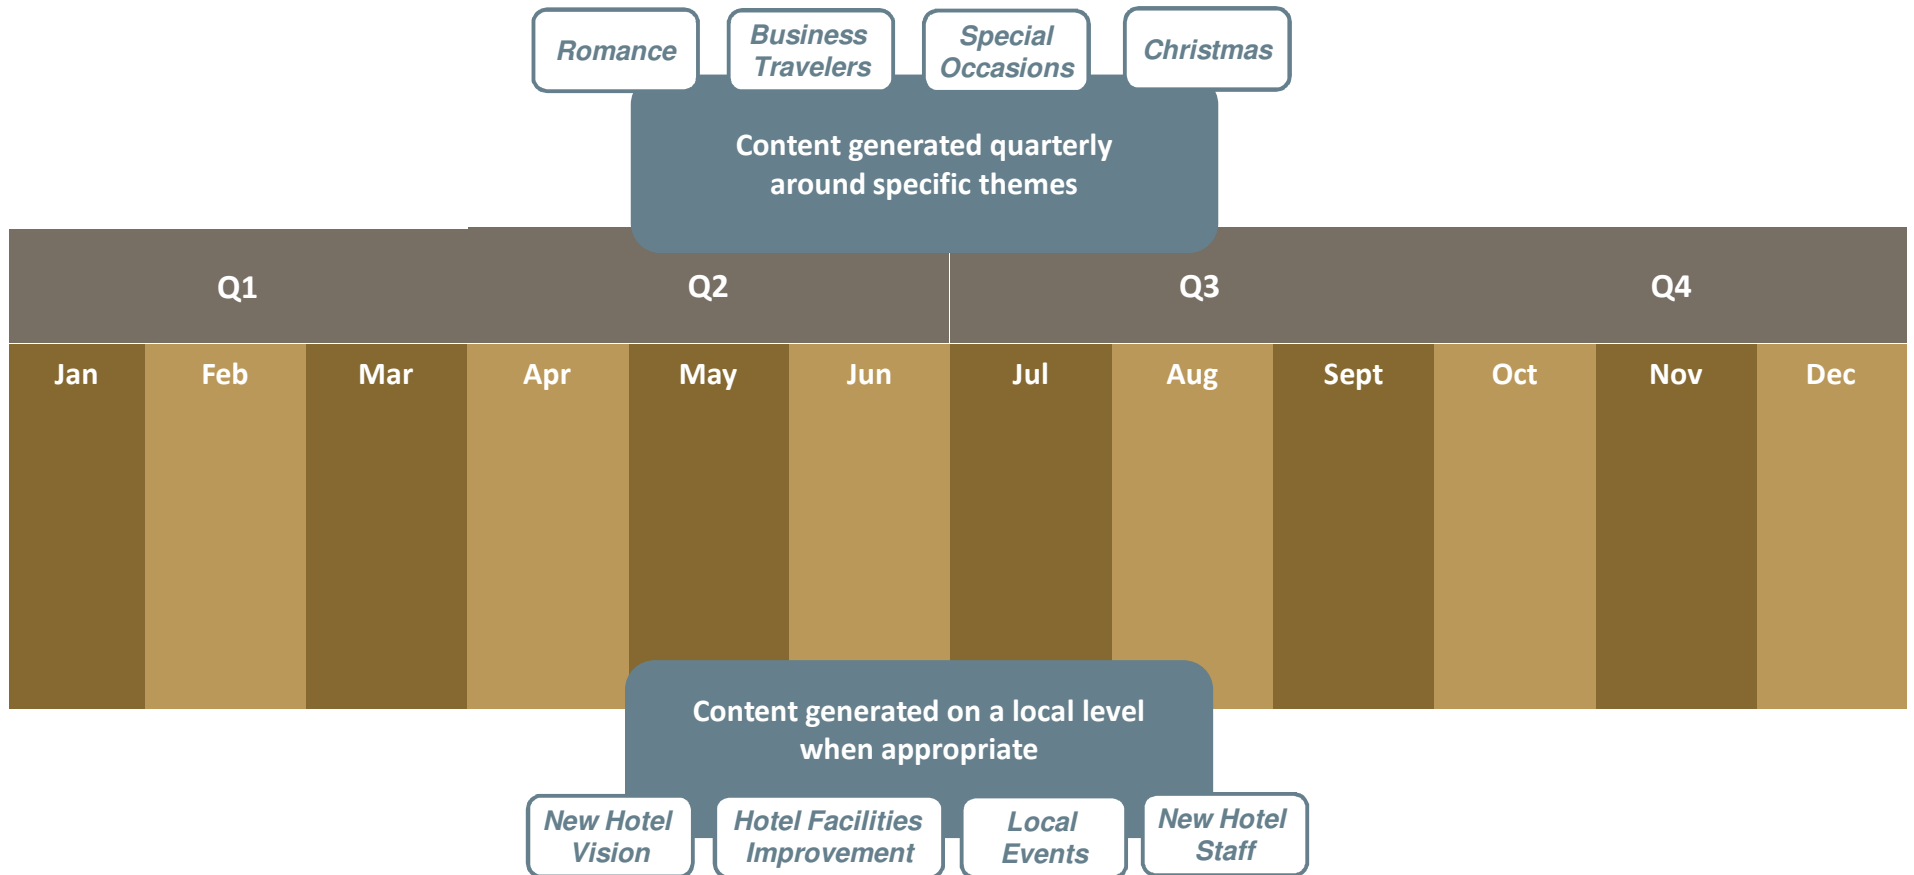 Romance
Business
Travelers
Special
Occasions
Christmas
Content generated quarterly
around specific themes
Q1
Q2
Q3
Q4
Jan
Feb
Mar
Apr
May
Jun
Jul
Aug
Sept
Oct
Nov
Dec
Content generated on a local level
when appropriate
New Hotel
Vision
Hotel Facilities
Improvement
Local
Events
New Hotel
Staff